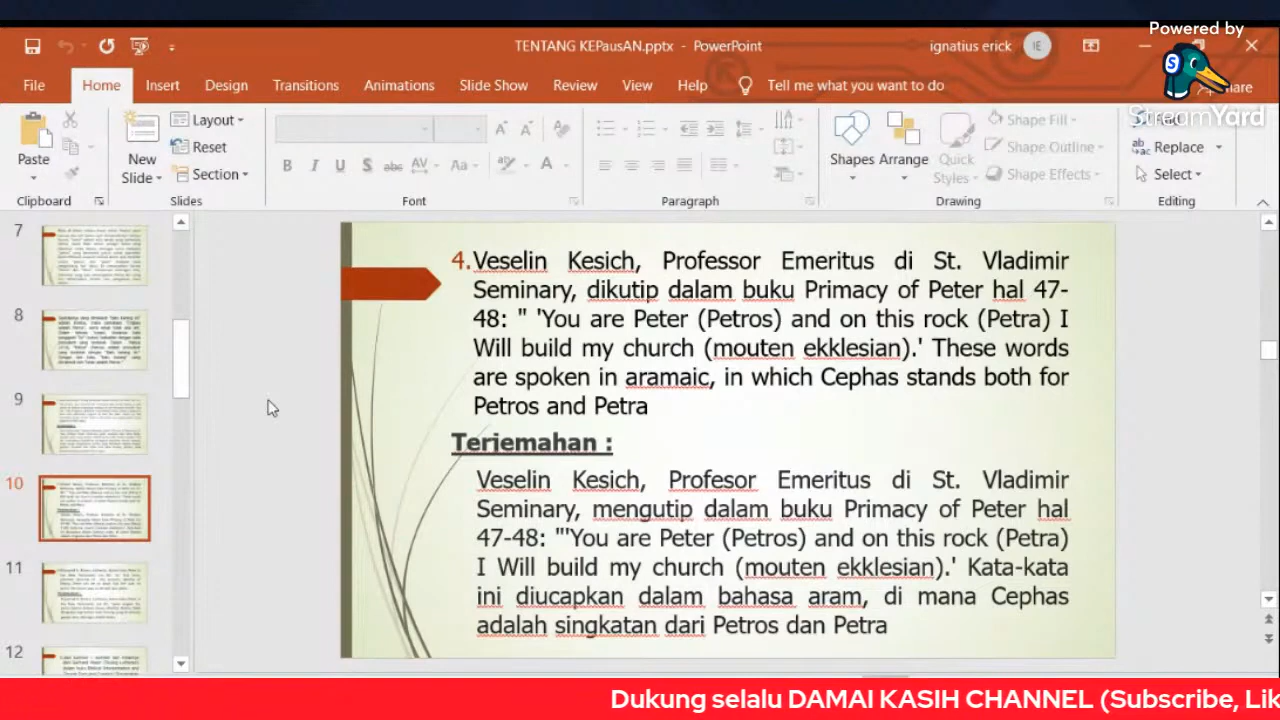 Powered by
TENTANG KEPausAN.pptx - PowerPoint
ignatius erick
IE
StreamYard
File
Home
Insert
Design
Transitions
Animations
Slide Show
Review
View
Help
Tell me what you want to do
Paste
New
Slide
Layout
Reset
Section
Shapes
Arrange
Quick
Styles
Shape Fill
Shape Outline
Shape Effects
Replace
Select
Clipboard
Slides
Font
Paragraph
Drawing
Editing
7
8
9
10
11
12
4. Veselin Kesich, Professor Emeritus di St. Vladimir
Seminary, dikutip dalam buku Primacy of Peter hal 47-
48: " 'You are Peter (Petros) and on this rock (Petra) I
Will build my church (mouten ekklesian).' These words
are spoken in aramaic, in which Cephas stands both for
Petros and Petra
Terjemahan :
Veselin Kesich, Profesor Emeritus di St. Vladimir
Seminary, mengutip dalam buku Primacy of Peter hal
47-48: "'You are Peter (Petros) and on this rock (Petra)
I Will build my church (mouten ekklesian).' Kata-kata
ini diucapkan dalam bahasa aram, di mana Cephas
adalah singkatan dari Petros dan Petra
Dukung selalu DAMAI KASIH CHANNEL (Subscribe, Lik